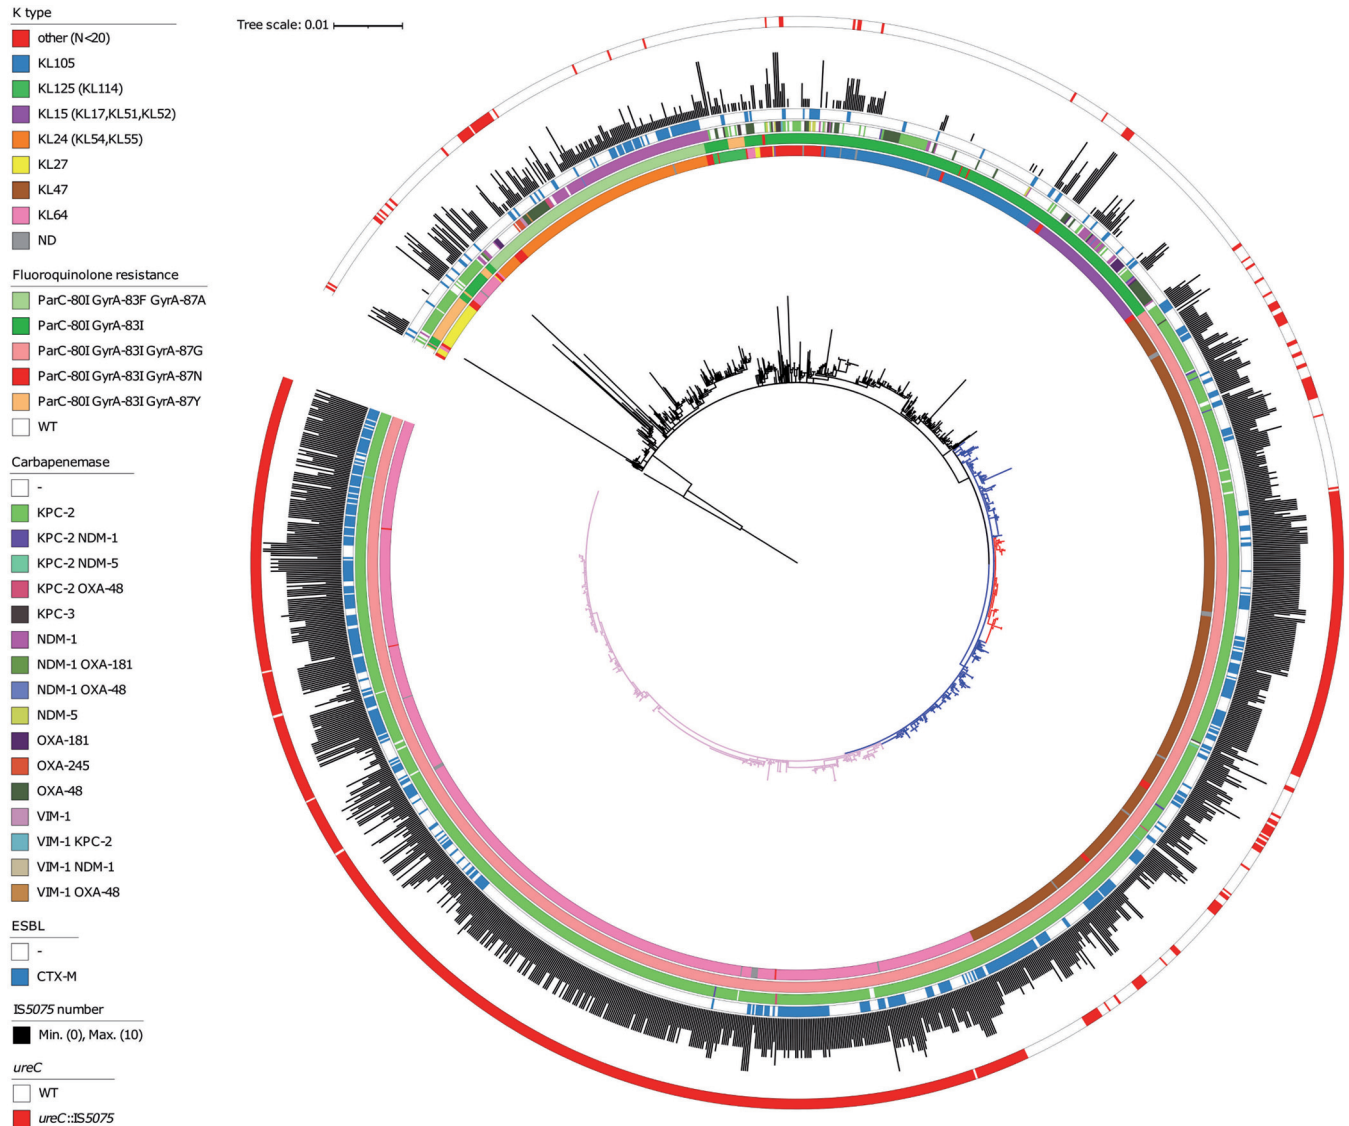 K type
other (N<20)
KL105
KL125 (KL114)
KL15 (KL17,KL51,KL52)
KL24 (KL54,KL55)
KL27
KL47
KL64
ND
Fluoroquinolone resistance
ParC-80I GyrA-83F GyrA-87A
ParC-80I GyrA-83I
ParC-80I GyrA-83I GyrA-87G
ParC-80I GyrA-83I GyrA-87N
ParC-80I GyrA-83I GyrA-87Y
WT
Carbapenemase
-
KPC-2
KPC-2 NDM-1
KPC-2 NDM-5
KPC-2 OXA-48
KPC-3
NDM-1
NDM-1 OXA-181
NDM-1 OXA-48
NDM-5
OXA-181
OXA-245
OXA-48
VIM-1
VIM-1 KPC-2
VIM-1 NDM-1
VIM-1 OXA-48
ESBL
-
CTX-M
IS5075 number
Min. (0), Max. (10)
ureC
WT
ureC::IS5075
Tree scale: 0.01